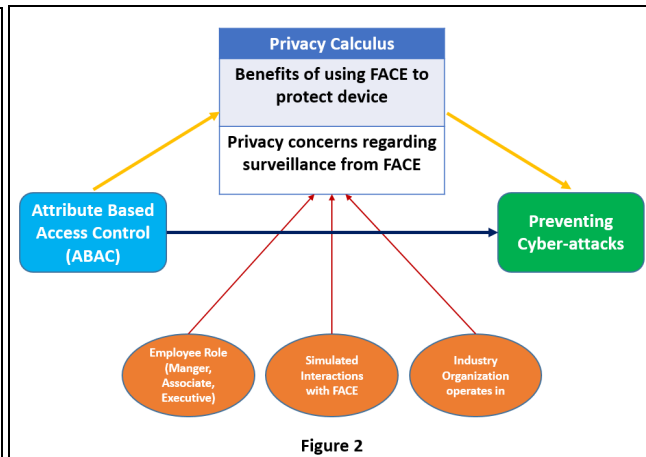 Privacy Calculus
Benefits of using FACE to
protect device
Privacy concerns regarding
surveillance from FACE
Attribute Based
Access Control
(ABAC)
Preventing
Cyber-attacks
Employee Role
(Manger,
Associate,
Executive)
Simulated
Interactions
with FACE
Industry
Organization
operates in
Figure 2